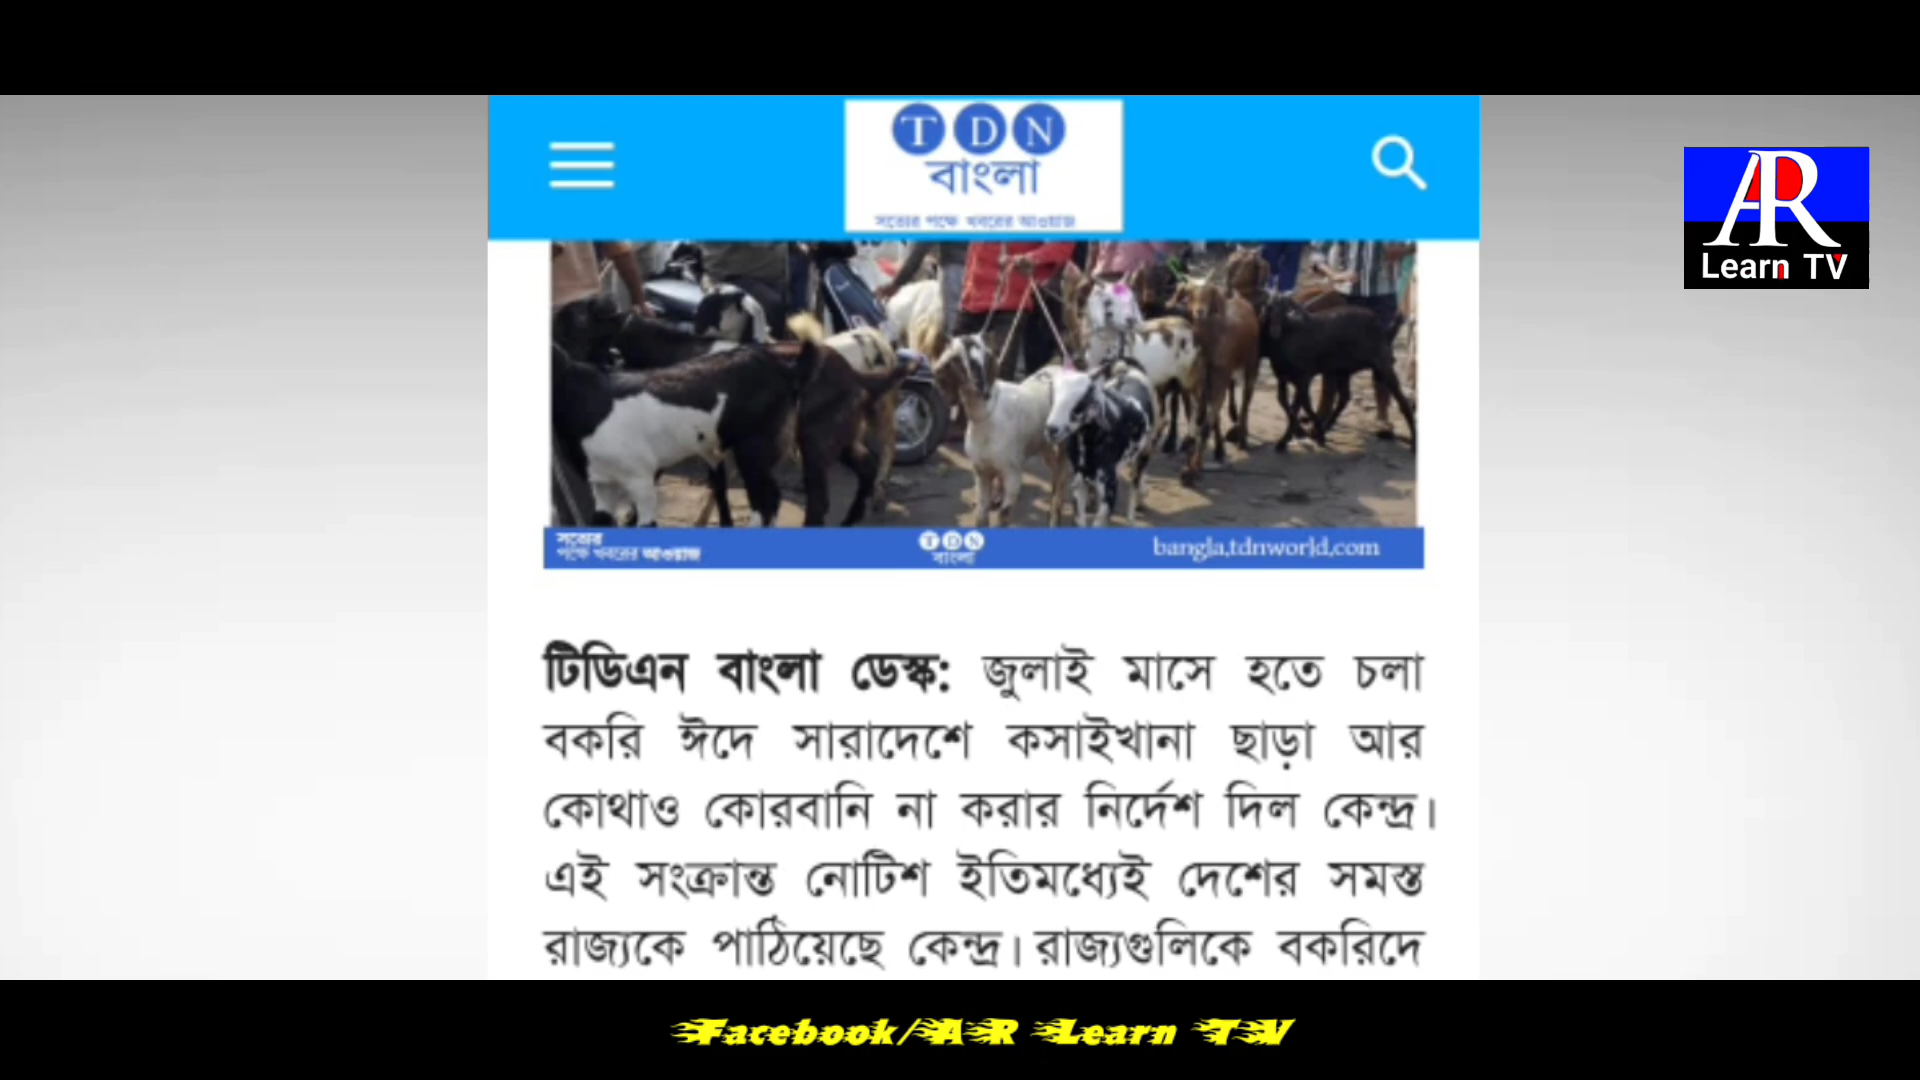 TDN
বাংলা
সত্যের পক্ষে খবরের আওয়াজ
AR
Learn TV
সত্যের
পক্ষে খবরের আওয়াজ
TDN
বাংলা
bangla.tdnworld.com
টিডিএন বাংলা ডেস্ক: জুলাই মাসে হতে চলা
বকরি ঈদে সারাদেশে কসাইখানা ছাড়া আর
কোথাও কোরবানি না করার নির্দেশ দিল কেন্দ্র।
এই সংক্রান্ত নোটিশ ইতিমধ্যেই দেশের সমস্ত
রাজ্যকে পাঠিয়েছে কেন্দ্র। রাজ্যগুলিকে বকরিদে
Facebook/A R Learn TV